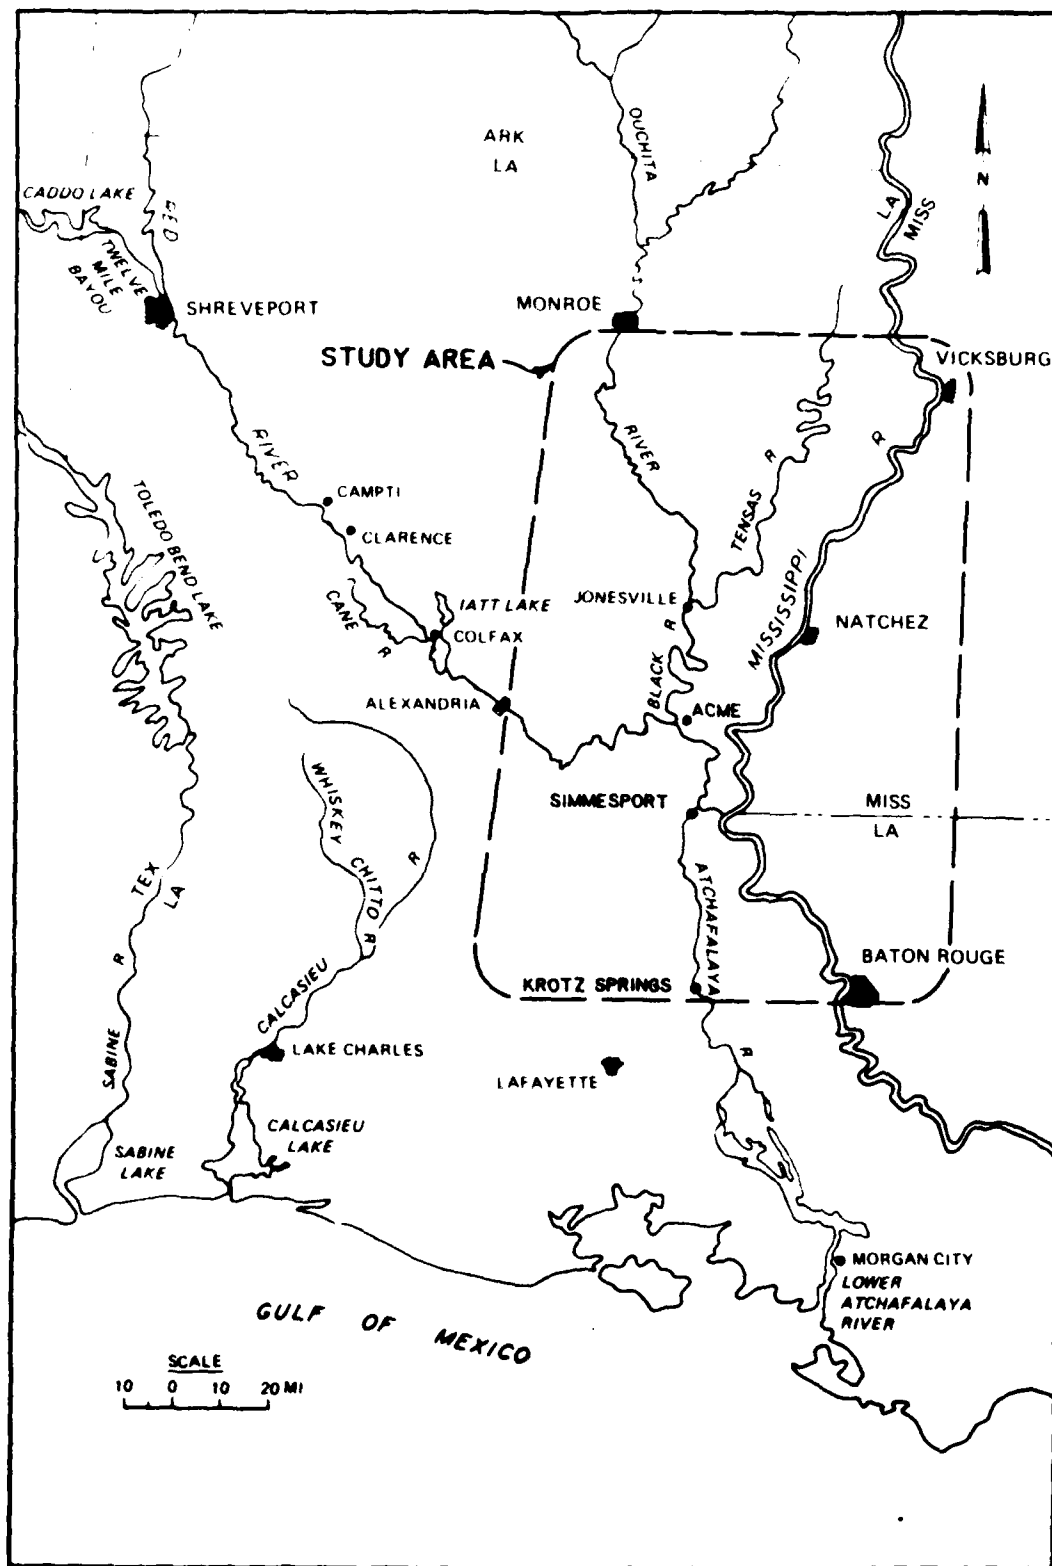 ARK
LA
OUCHITA
N
CADDO LAKE
RED
LA
MISS
TWELVE
MILE
BAYOU
SHREVEPORT
MONROE
STUDY AREA
VICKSBURG
RIVER
RIVER
R
R
CAMPTI
TOLEDO BEND LAKE
CLARENCE
TENSAS
MISSISSIPPI
CANE
R
IATT LAKE
COLFAX
JONESVILLE
R
NATCHEZ
BLACK
ALEXANDRIA
ACME
WHISKEY
CHITTO
R
R
SIMMESPORT
MISS
LA
TEX
LA
ATCHAFALAYA
R
SABINE
R
CALCASIEU
BATON ROUGE
KROTZ SPRINGS
LAKE CHARLES
LAFAYETTE
CALCASIEU
LAKE
SABINE
LAKE
MORGAN CITY
LOWER
ATCHAFALAYA
RIVER
GULF OF MEXICO
SCALE
10 0 10 20 MI